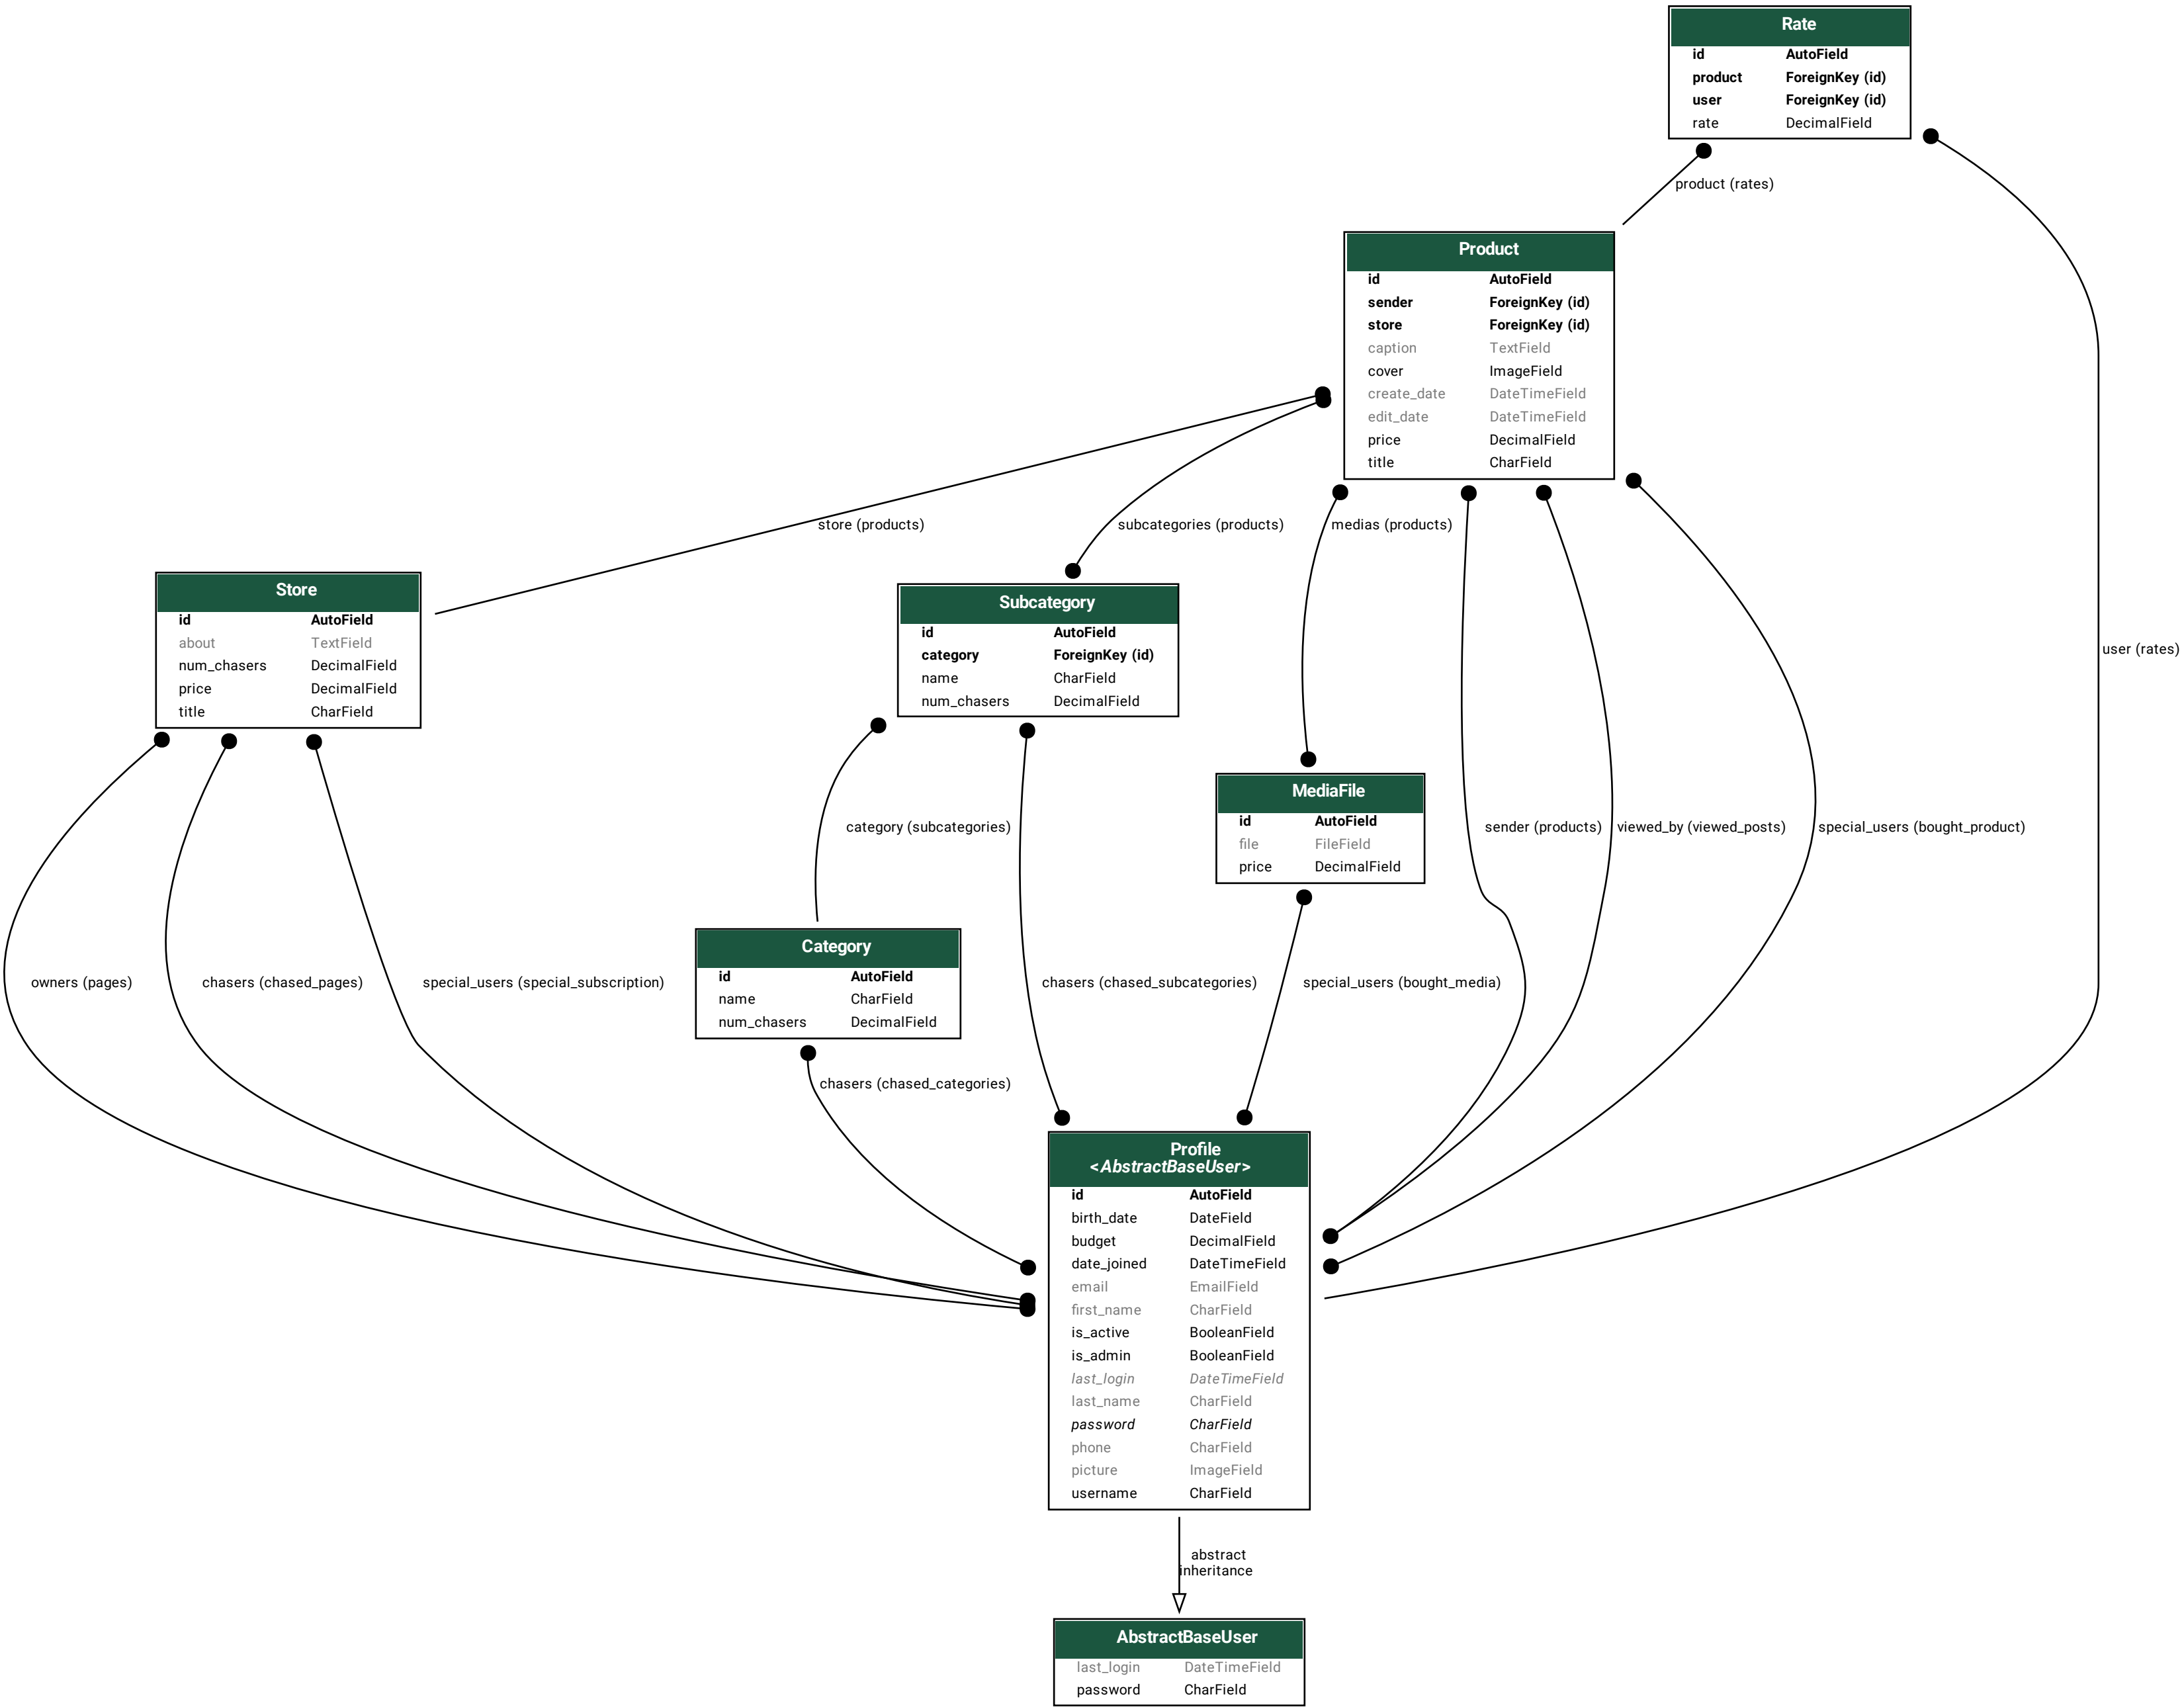 Rate
id AutoField
product ForeignKey (id)
user ForeignKey (id)
rate DecimalField
product (rates)
Product
id AutoField
sender ForeignKey (id)
store ForeignKey (id)
caption TextField
cover ImageField
create_date DateTimeField
edit_date DateTimeField
price DecimalField
title CharField
store (products)
subcategories (products)
medias (products)
Store
id AutoField
about TextField
num_chasers DecimalField
price DecimalField
title CharField
Subcategory
id AutoField
category ForeignKey (id)
name CharField
num_chasers DecimalField
user (rates)
MediaFile
id AutoField
file FileField
price DecimalField
category (subcategories)
sender (products)
viewed_by (viewed_posts)
special_users (bought_product)
Category
id AutoField
name CharField
num_chasers DecimalField
owners (pages)
chasers (chased_pages)
special_users (special_subscription)
chasers (chased_subcategories)
special_users (bought_media)
chasers (chased_categories)
Profile
<AbstractBaseUser>
id AutoField
birth_date DateField
budget DecimalField
date_joined DateTimeField
email EmailField
first_name CharField
is_active BooleanField
is_admin BooleanField
last_login DateTimeField
last_name CharField
password CharField
phone CharField
picture ImageField
username CharField
abstract
inheritance
AbstractBaseUser
last_login DateTimeField
password CharField